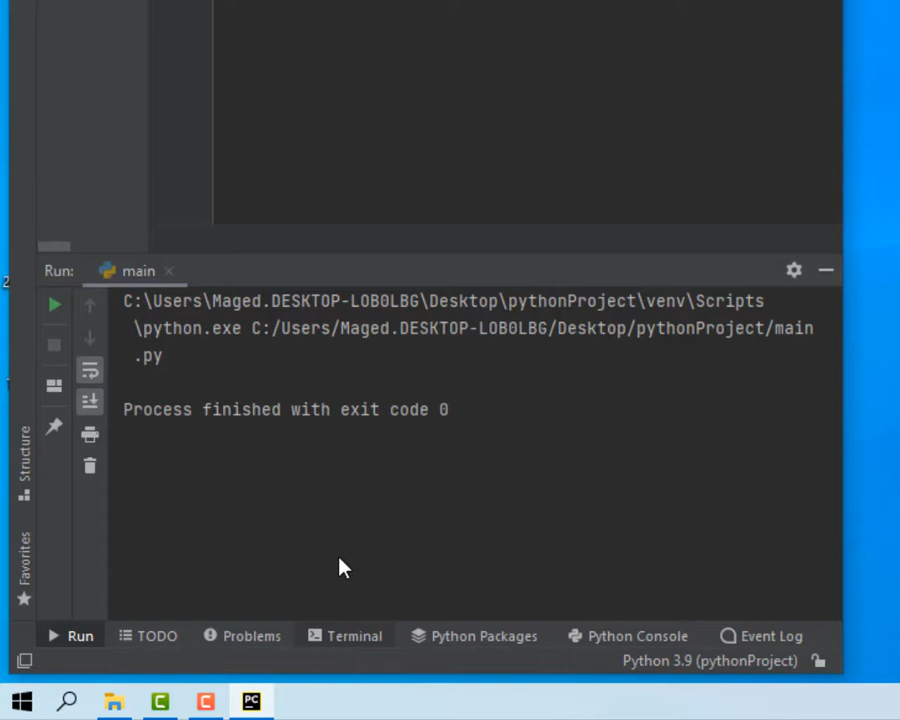 Run: main
C:\Users\Maged.DESKTOP-LOB0LBG\Desktop\pythonProject\venv\Scripts
\python.exe C:/Users/Maged.DESKTOP-LOB0LBG/Desktop/pythonProject/main
.py
Process finished with exit code 0
Structure
Favorites
Run TODO Problems Terminal Python Packages Python Console Event Log
Python 3.9 (pythonProject)
PC